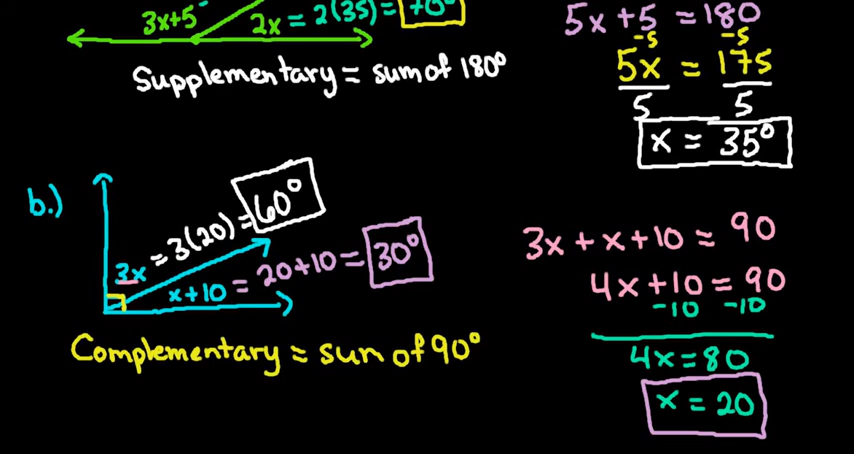 3x+5
2x = 2(35) = 70°
Supplementary = sum of 180°
5x + 5 = 180
-5 -5
5x = 175
5 5
x = 35°
b.)
3x = 3(20) = 60°
x+10 = 20+10 = 30°
Complementary = sum of 90°
3x + x + 10 = 90
4x + 10 = 90
-10 -10
4x = 80
x = 20